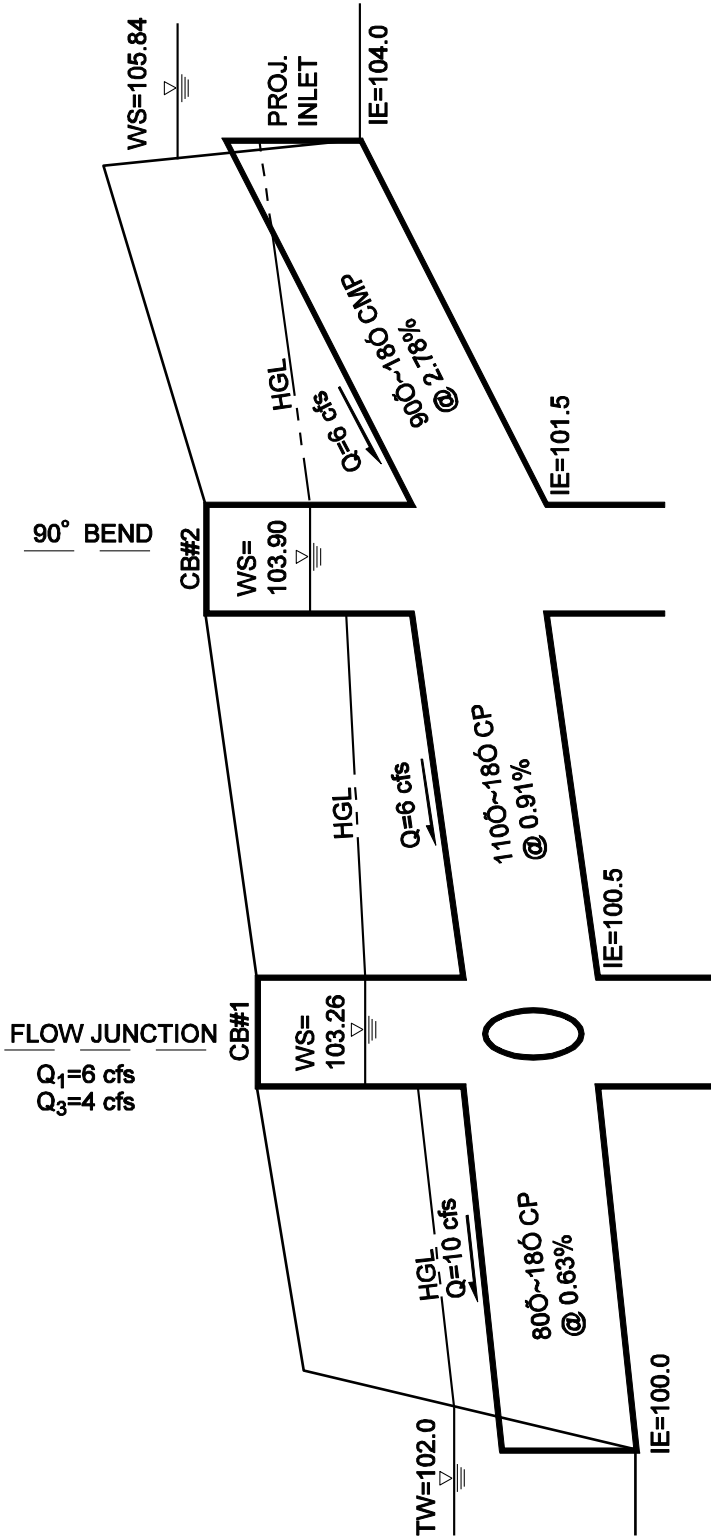 WS=105.84
PROJ.
INLET
IE=104.0
HGL
Q=6 cfs
90Õ~18Ó CMP
@ 2.78%
IE=101.5
90° BEND
CB#2
WS=
103.90
HGL
Q=6 cfs
110Õ~18Ó CP
@ 0.91%
IE=100.5
FLOW JUNCTION
Q₁=6 cfs
Q₃=4 cfs
CB#1
WS=
103.26
HGL
Q=10 cfs
80Õ~18Ó CP
@ 0.63%
TW=102.0
IE=100.0